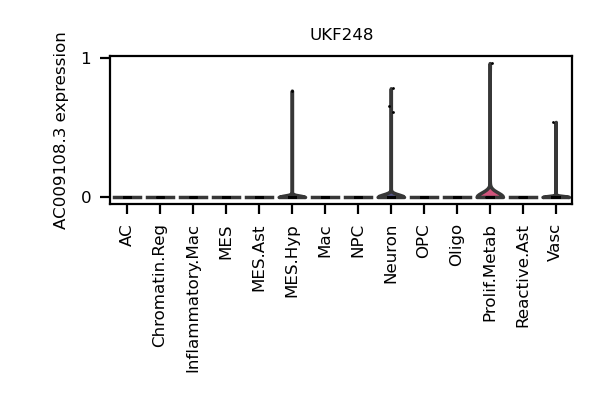 UKF248
AC009108.3 expression
1
0
AC
Chromatin.Reg
Inflammatory.Mac
MES
MES.Ast
MES.Hyp
Mac
NPC
Neuron
OPC
Oligo
Prolif.Metab
Reactive.Ast
Vasc